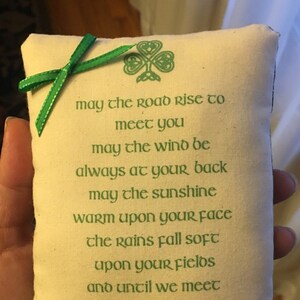 may the road rise to
meet you
may the wind be
always at your back
may the sunshine
warm upon your face
the rains fall soft
upon your fields
and until we meet